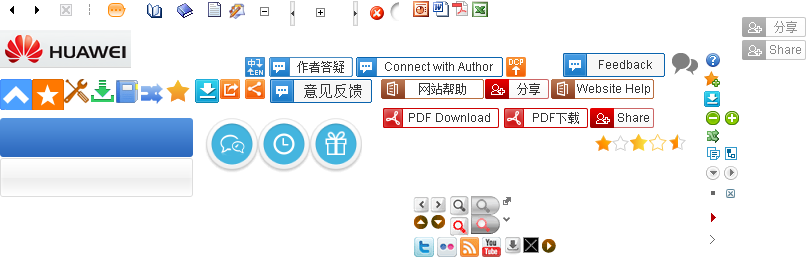 分享
HUAWEI
Share
中
EN
作者答疑
Connect with Author
DCP
Feedback
意见反馈
网站帮助
分享
Website Help
PDF Download
PDF下载
Share
You
Tube